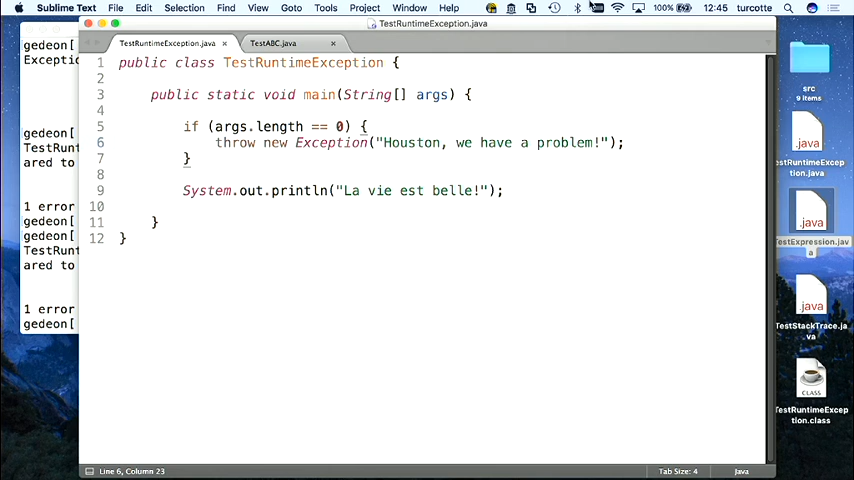 Sublime Text File Edit Selection Find View Goto Tools Project Window Help 100% 12:45 turcotte
TestRuntimeException.java
TestRuntimeException.java × TestABC.java ×
1 public class TestRuntimeException {
2
3 public static void main(String[] args) {
4
5 if (args.length == 0) {
6 throw new Exception("Houston, we have a problem!");
7 }
8
9 System.out.println("La vie est belle!");
10
11 }
12 }
gedeon[
Exceptio
gedeon[
TestRunt
ared to
1 error
gedeon[
gedeon[
TestRunt
ared to
1 error
gedeon[
src
9 items
.java
TestRuntimeExcep
tion.java
.java
TestExpression.jav
a
.java
TestStackTrace.ja
va
CLASS
TestRuntimeExcep
tion.class
Line 6, Column 23 Tab Size: 4 Java